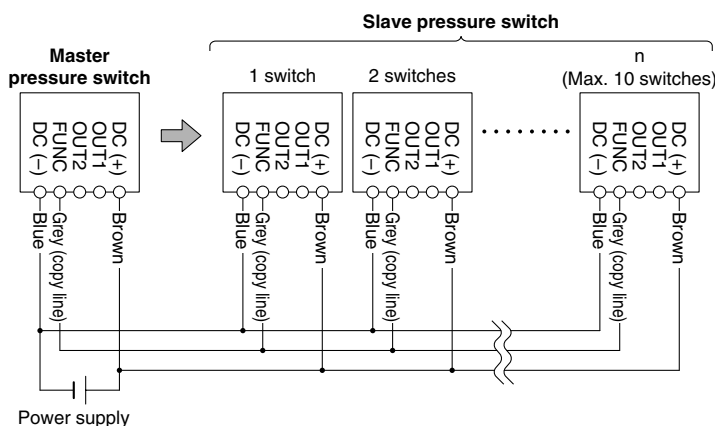 Slave pressure switch
Master
pressure switch
1 switch
2 switches
n
(Max. 10 switches)
DC (−)
FUNC
OUT2
OUT1
DC (+)
DC (−)
FUNC
OUT2
OUT1
DC (+)
DC (−)
FUNC
OUT2
OUT1
DC (+)
DC (−)
FUNC
OUT2
OUT1
DC (+)
Blue
Grey (copy line)
Brown
Blue
Grey (copy line)
Brown
Blue
Grey (copy line)
Brown
Blue
Grey (copy line)
Brown
Power supply